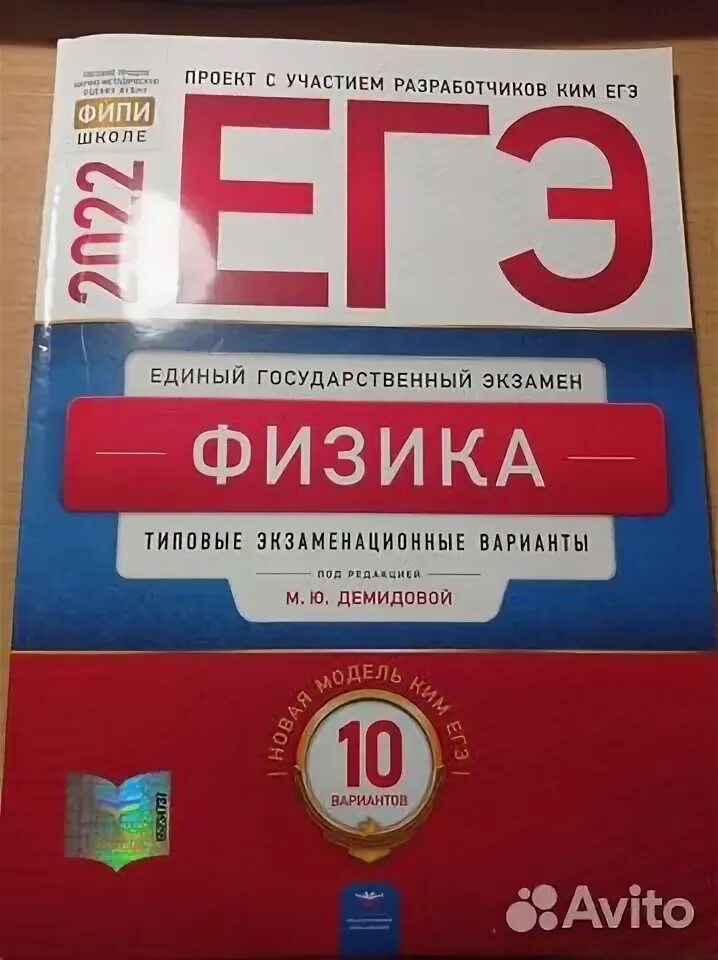 ПРОЕКТ С УЧАСТИЕМ РАЗРАБОТЧИКОВ КИМ ЕГЭ
ФИПИ
ШКОЛЕ
2022
ЕГЭ
ЕДИНЫЙ ГОСУДАРСТВЕННЫЙ ЭКЗАМЕН
ФИЗИКА
ТИПОВЫЕ ЭКЗАМЕНАЦИОННЫЕ ВАРИАНТЫ
ПОД РЕДАКЦИЕЙ
М. Ю. ДЕМИДОВОЙ
НОВАЯ МОДЕЛЬ КИМ ЕГЭ
10
ВАРИАНТОВ
Avito